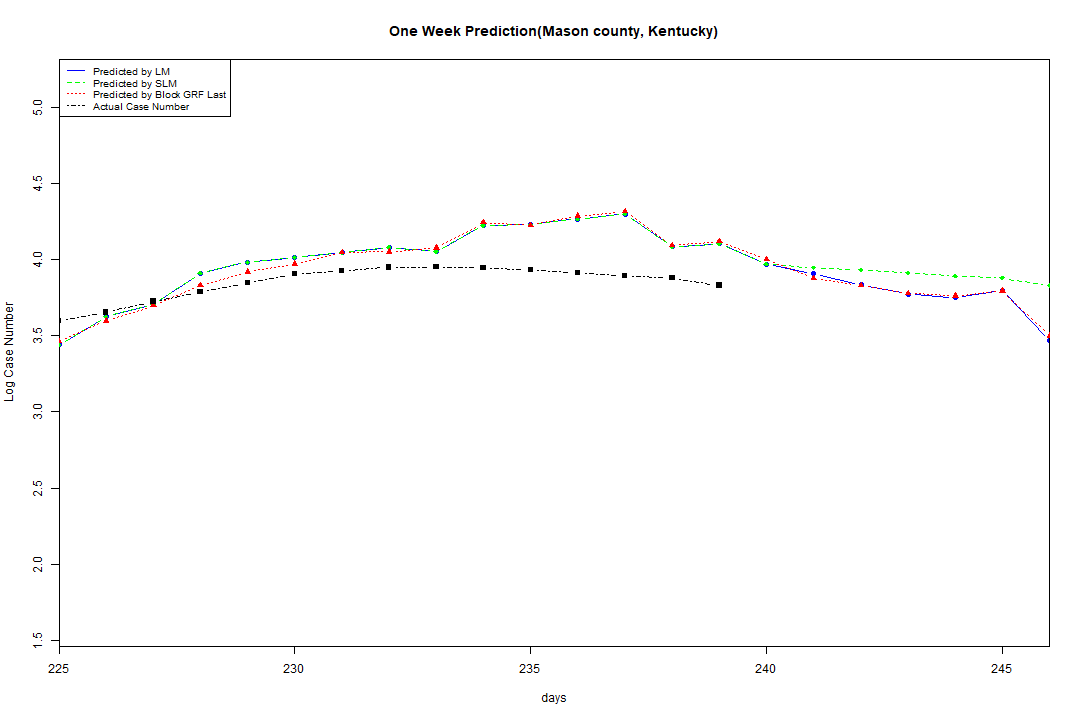 One Week Prediction(Mason county, Kentucky)
Predicted by LM
Predicted by SLM
Predicted by Block GRF Last
Actual Case Number
5.0
4.5
4.0
3.5
3.0
2.5
2.0
1.5
Log Case Number
225 230 235 240 245
days